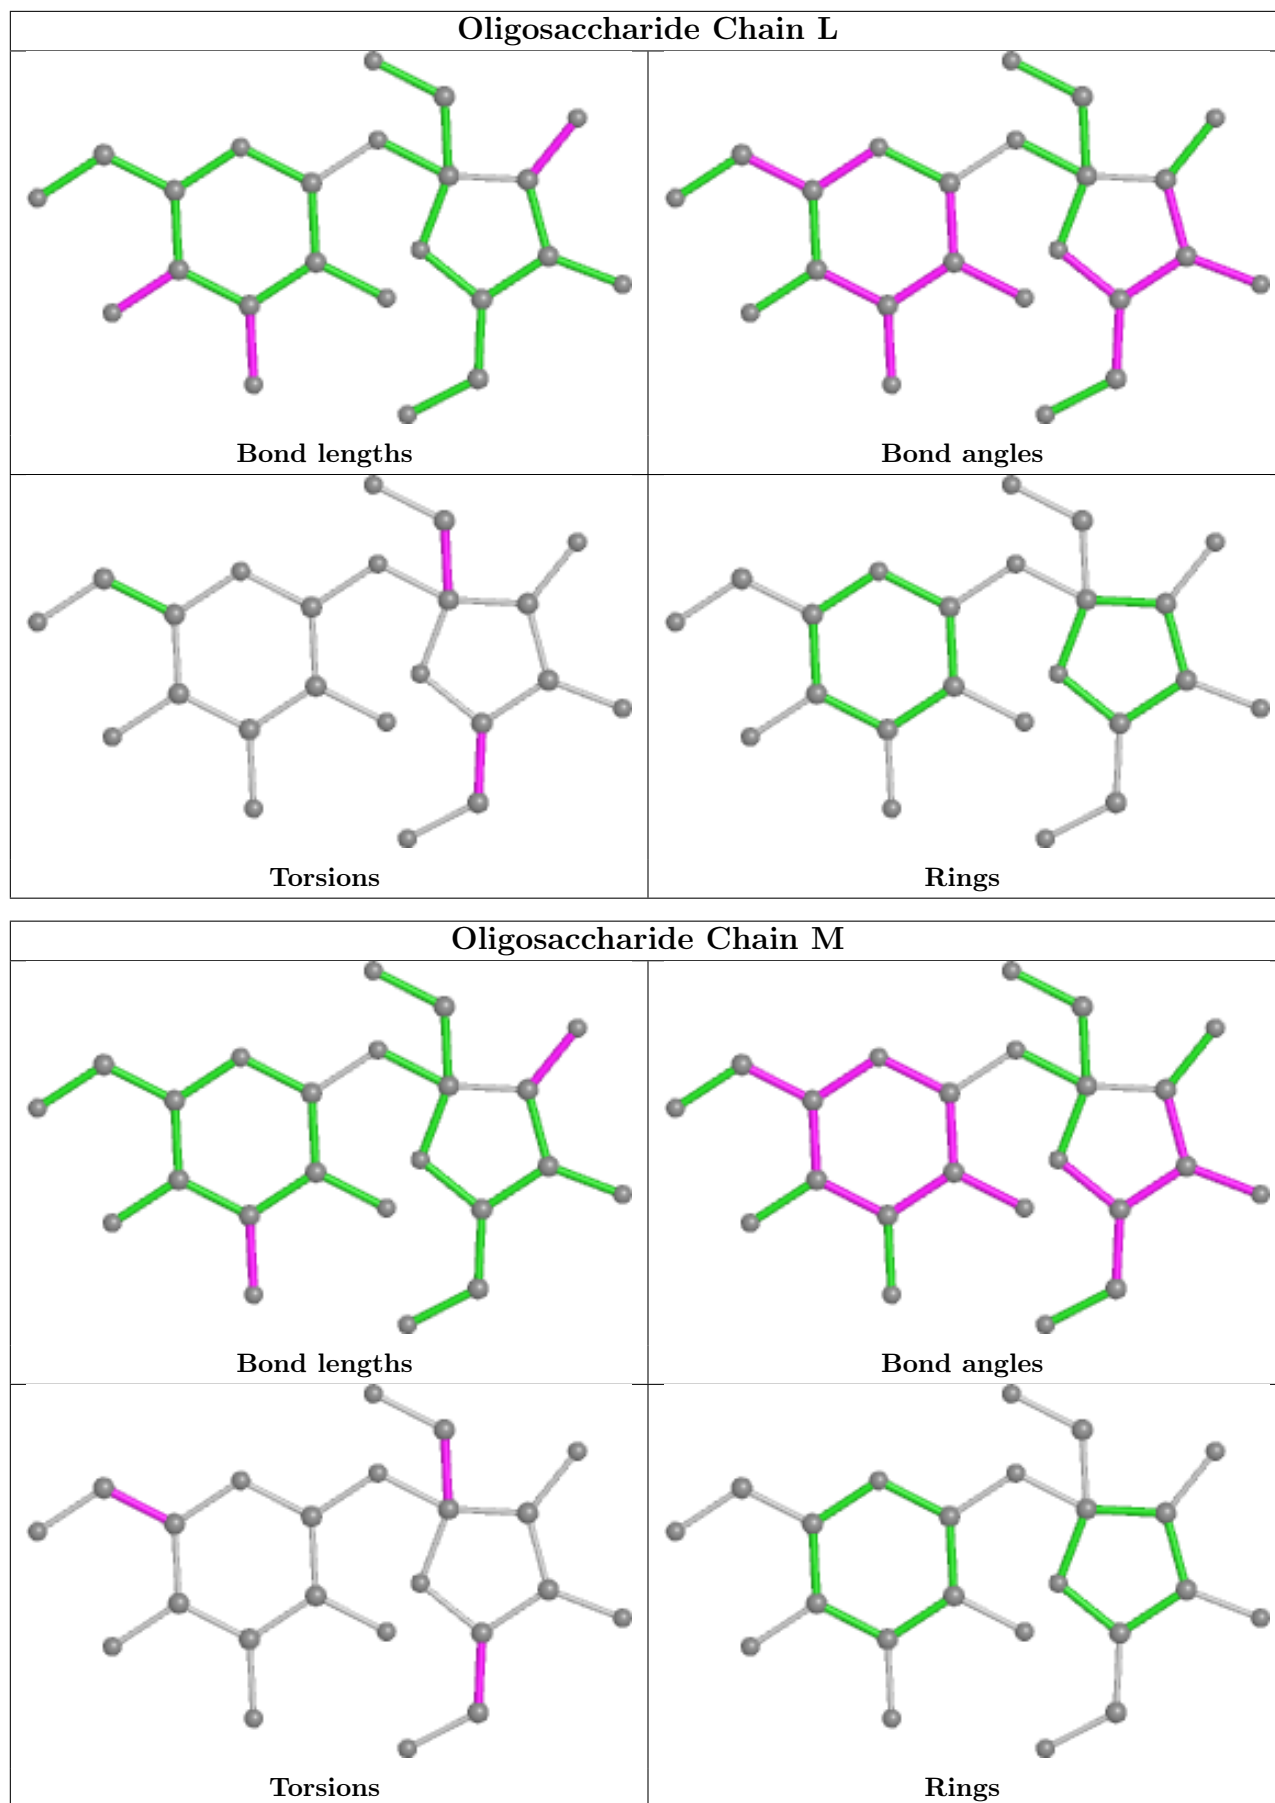 Oligosaccharide Chain L
Bond lengths
Bond angles
Torsions
Rings
Oligosaccharide Chain M
Bond lengths
Bond angles
Torsions
Rings